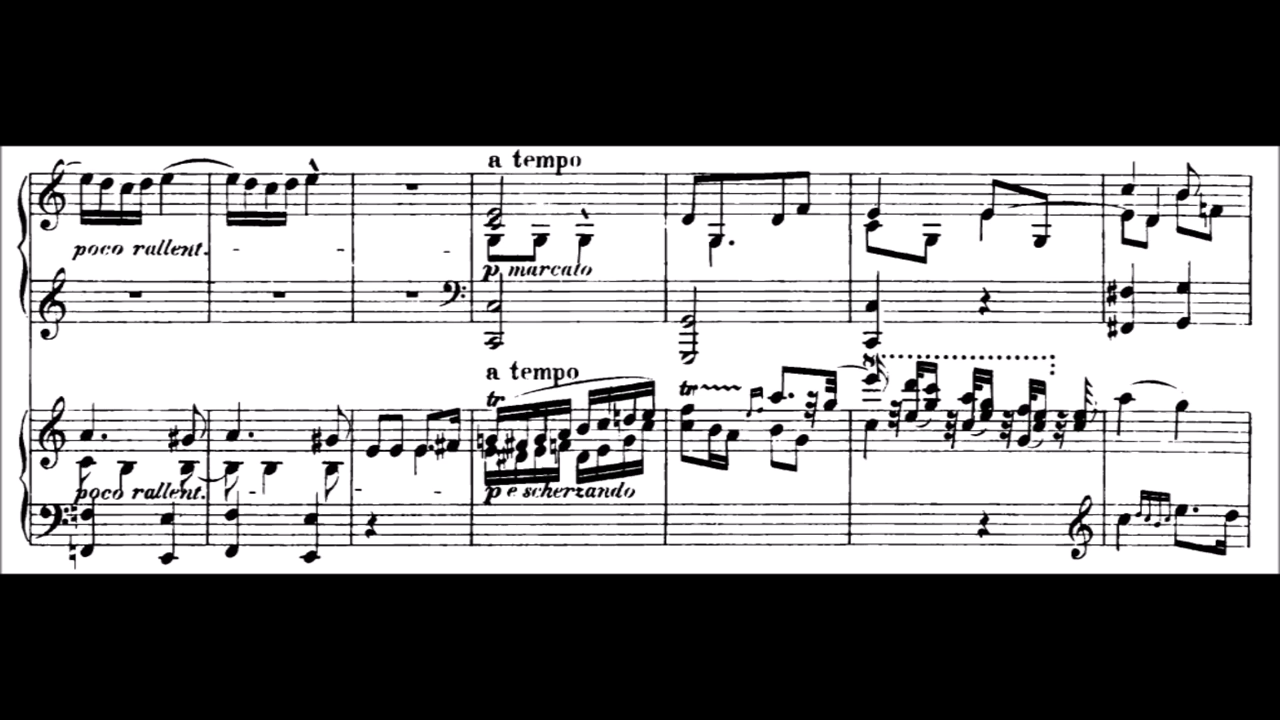 a tempo
poco rallent.
p marcato
a tempo
tr
tr
poco rallent.
p e scherzando